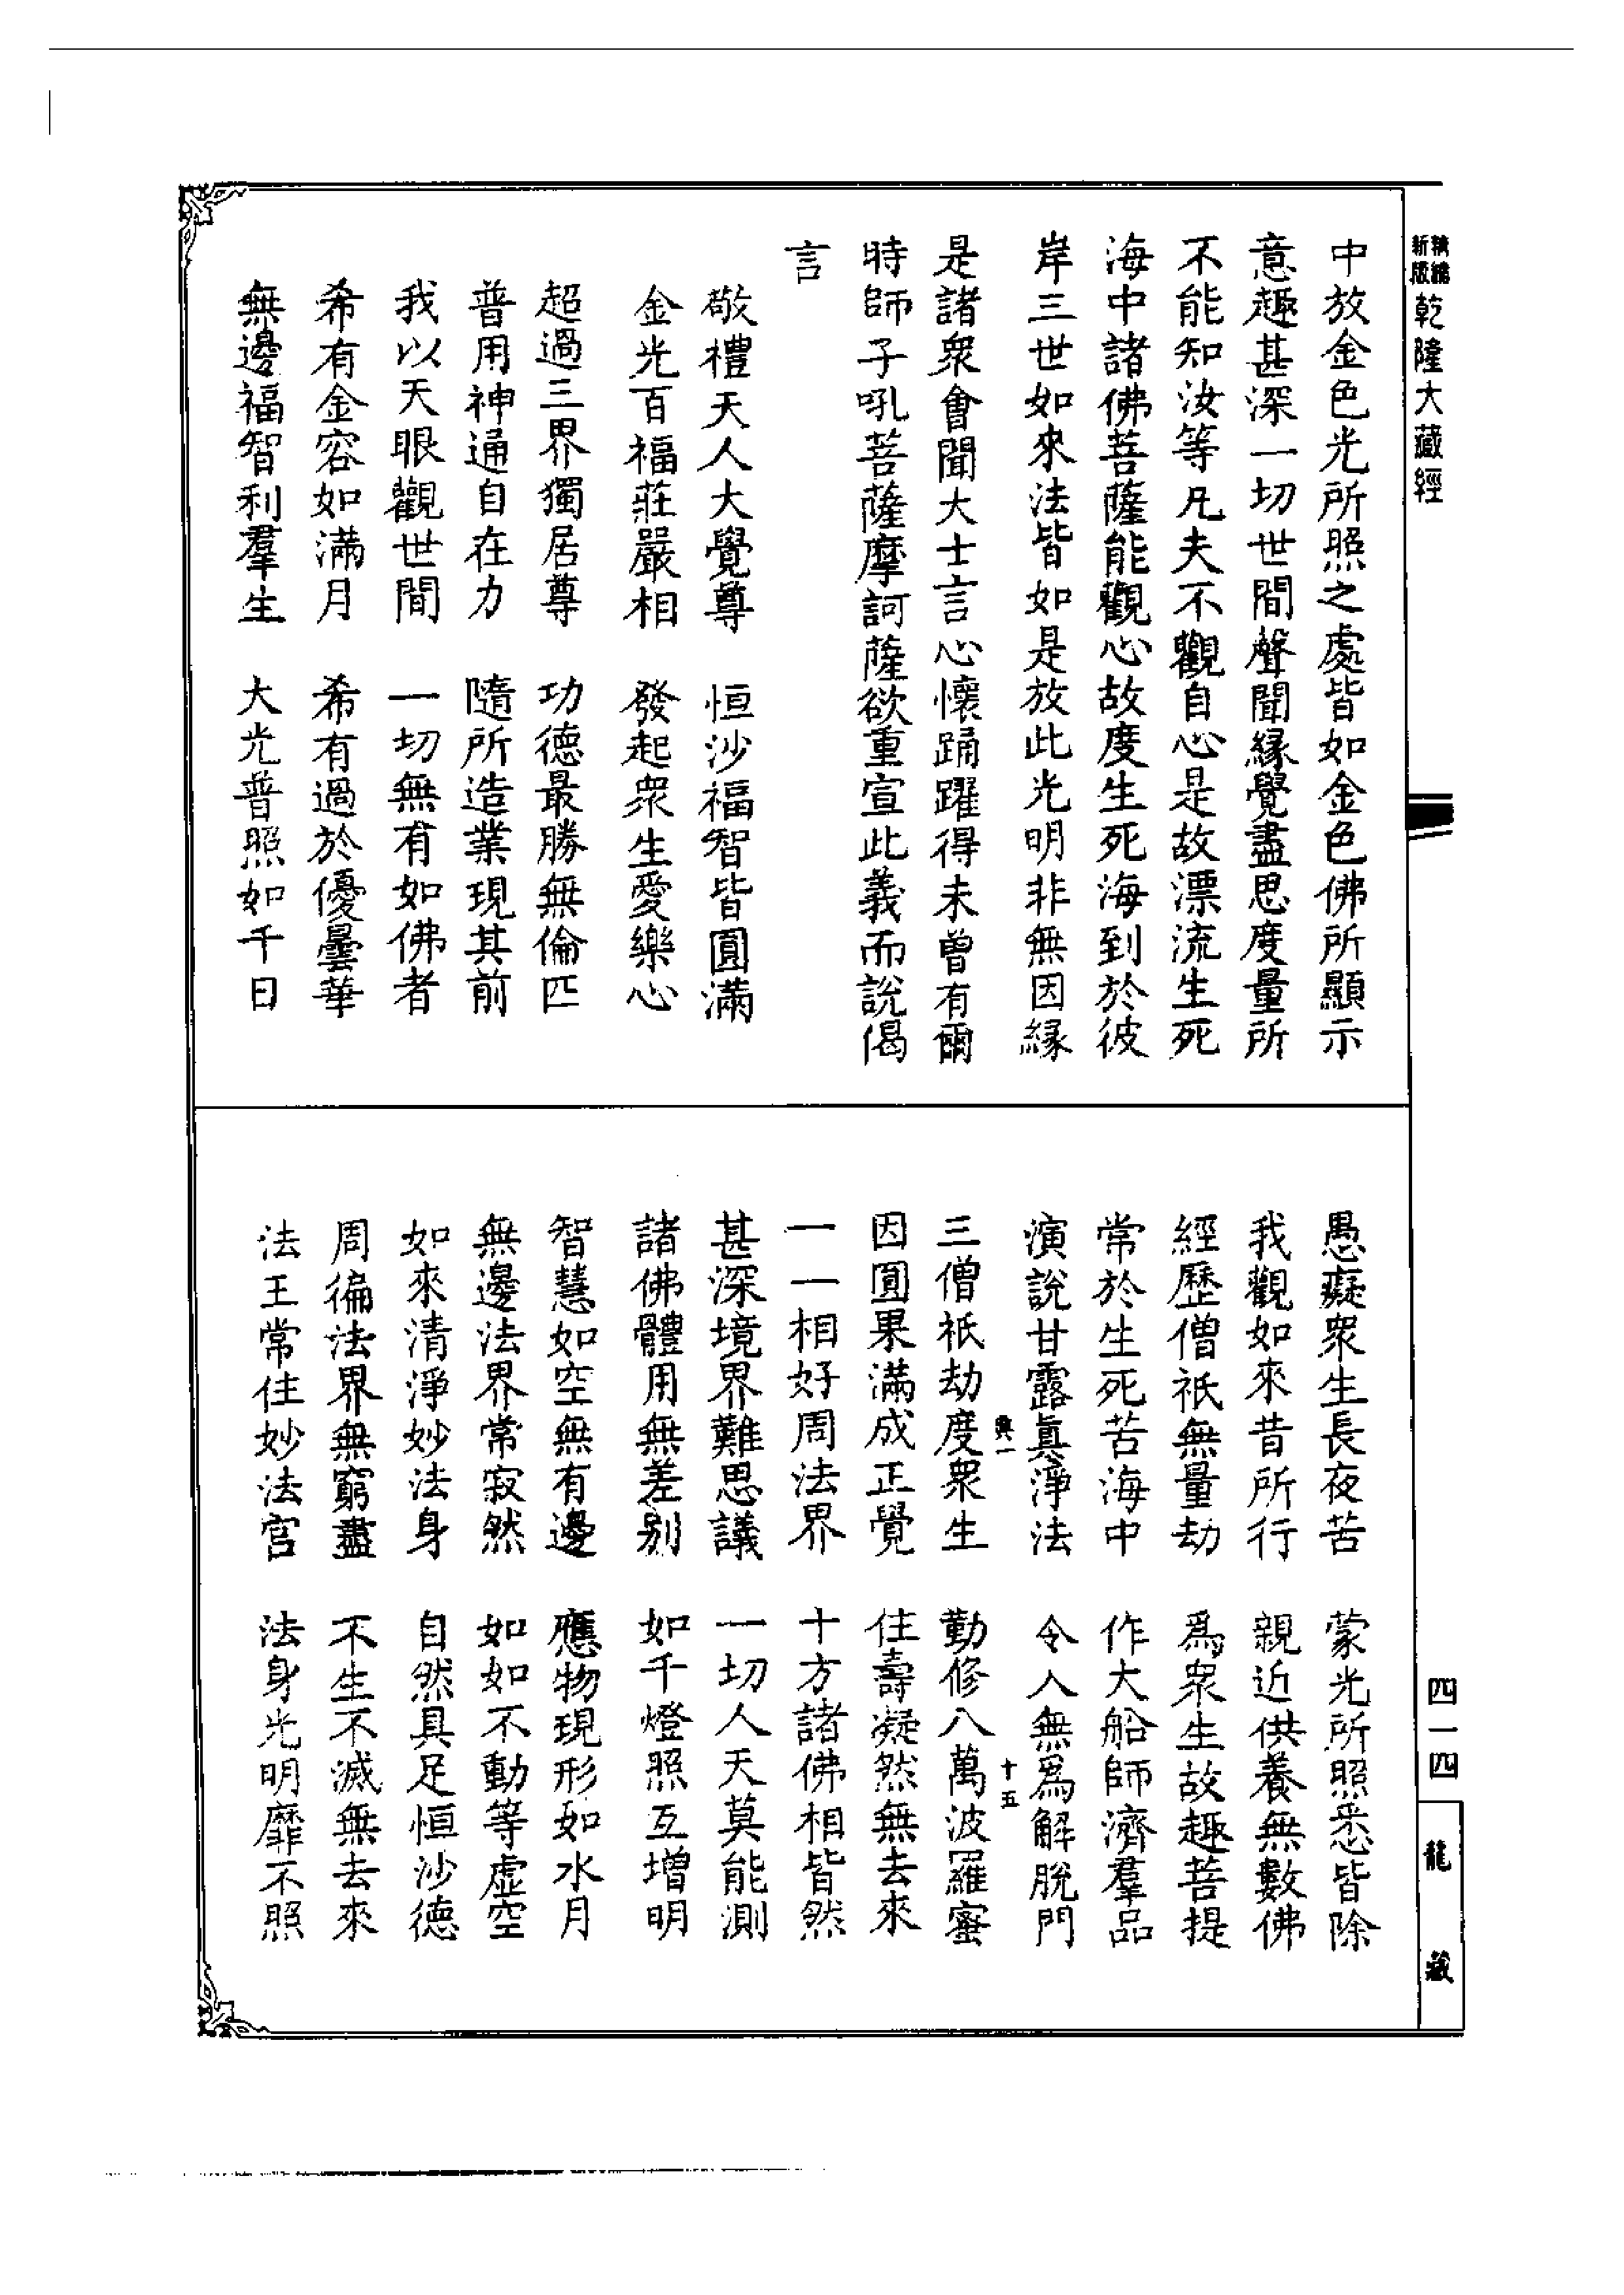 新版
精編
乾隆大藏經
中放金色光所照之處皆如金色佛所顯示
意趣甚深一切世間聲聞緣覺盡思度量所
不能知汝等凡夫不觀自心是故漂流生死
海中諸佛菩薩能觀心故度生死海到於彼
岸三世如來法皆如是放此光明非無因緣
是諸衆會聞大士言心懷踊躍得未曾有爾
時師子吼菩薩摩訶薩欲重宣此義而說偈
言
敬禮天人大覺尊　恒沙福智皆圓滿
金光百福莊嚴相　發起衆生愛樂心
超過三界獨居尊　功德最勝無倫匹
普用神通自在力　隨所造業現其前
我以天眼觀世間　一切無有如佛者
希有金容如滿月　希有過於優曇華
無邊福智利羣生　大光普照如千日
愚癡衆生長夜苦　蒙光所照悉皆除
我觀如來昔所行　親近供養無數佛
經歷僧祇無量劫　爲衆生故趣菩提
常於生死苦海中　作大船師濟羣品
演說甘露眞淨法　令入無爲解脫門
興一　十五
三僧祇劫度衆生　勤修八萬波羅蜜
因圓果滿成正覺　住壽凝然無去來
一一相好周法界　十方諸佛相皆然
甚深境界難思議　一切人天莫能測
諸佛體用無差別　如千燈照互增明
智慧如空無有邊　應物現形如水月
無邊法界常寂然　如如不動等虛空
如來清淨妙法身　自然具足恒沙德
周徧法界無窮盡　不生不滅無去來
法王常住妙法宮　法身光明靡不照
四一四
龍藏